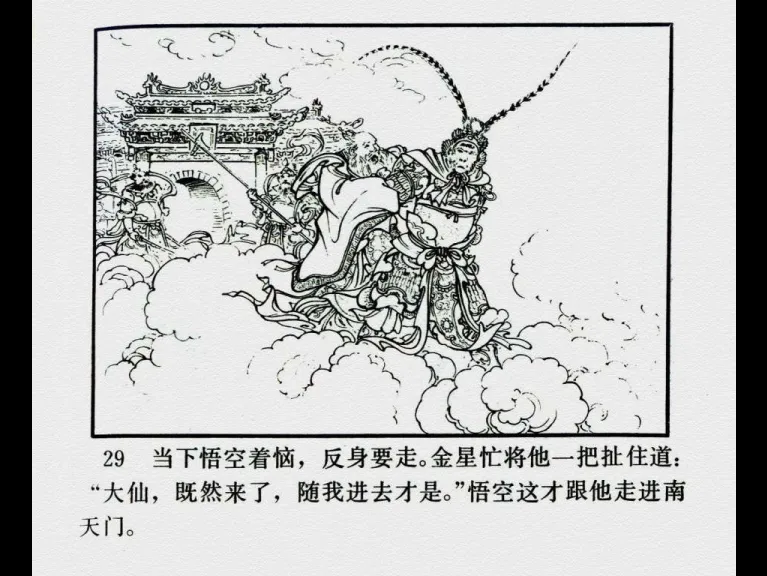 29 当下悟空着恼，反身要走。金星忙将他一把扯住道：
“大仙，既然来了，随我进去才是。”悟空这才跟他走进南
天门。